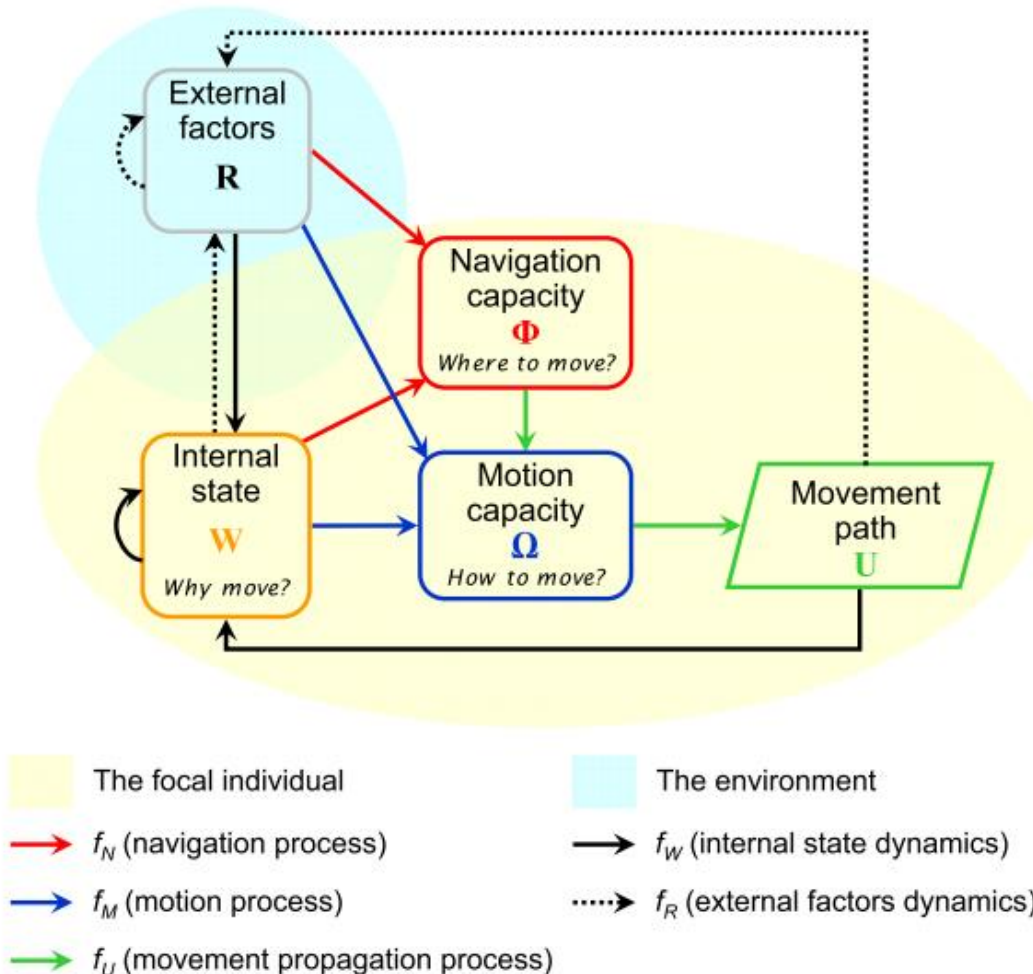 External
factors
R
Navigation
capacity
Φ
Where to move?
Internal
state
W
Why move?
Motion
capacity
Ω
How to move?
Movement
path
U
The focal individual
The environment
f_N (navigation process)
f_W (internal state dynamics)
f_M (motion process)
f_R (external factors dynamics)
f_U (movement propagation process)